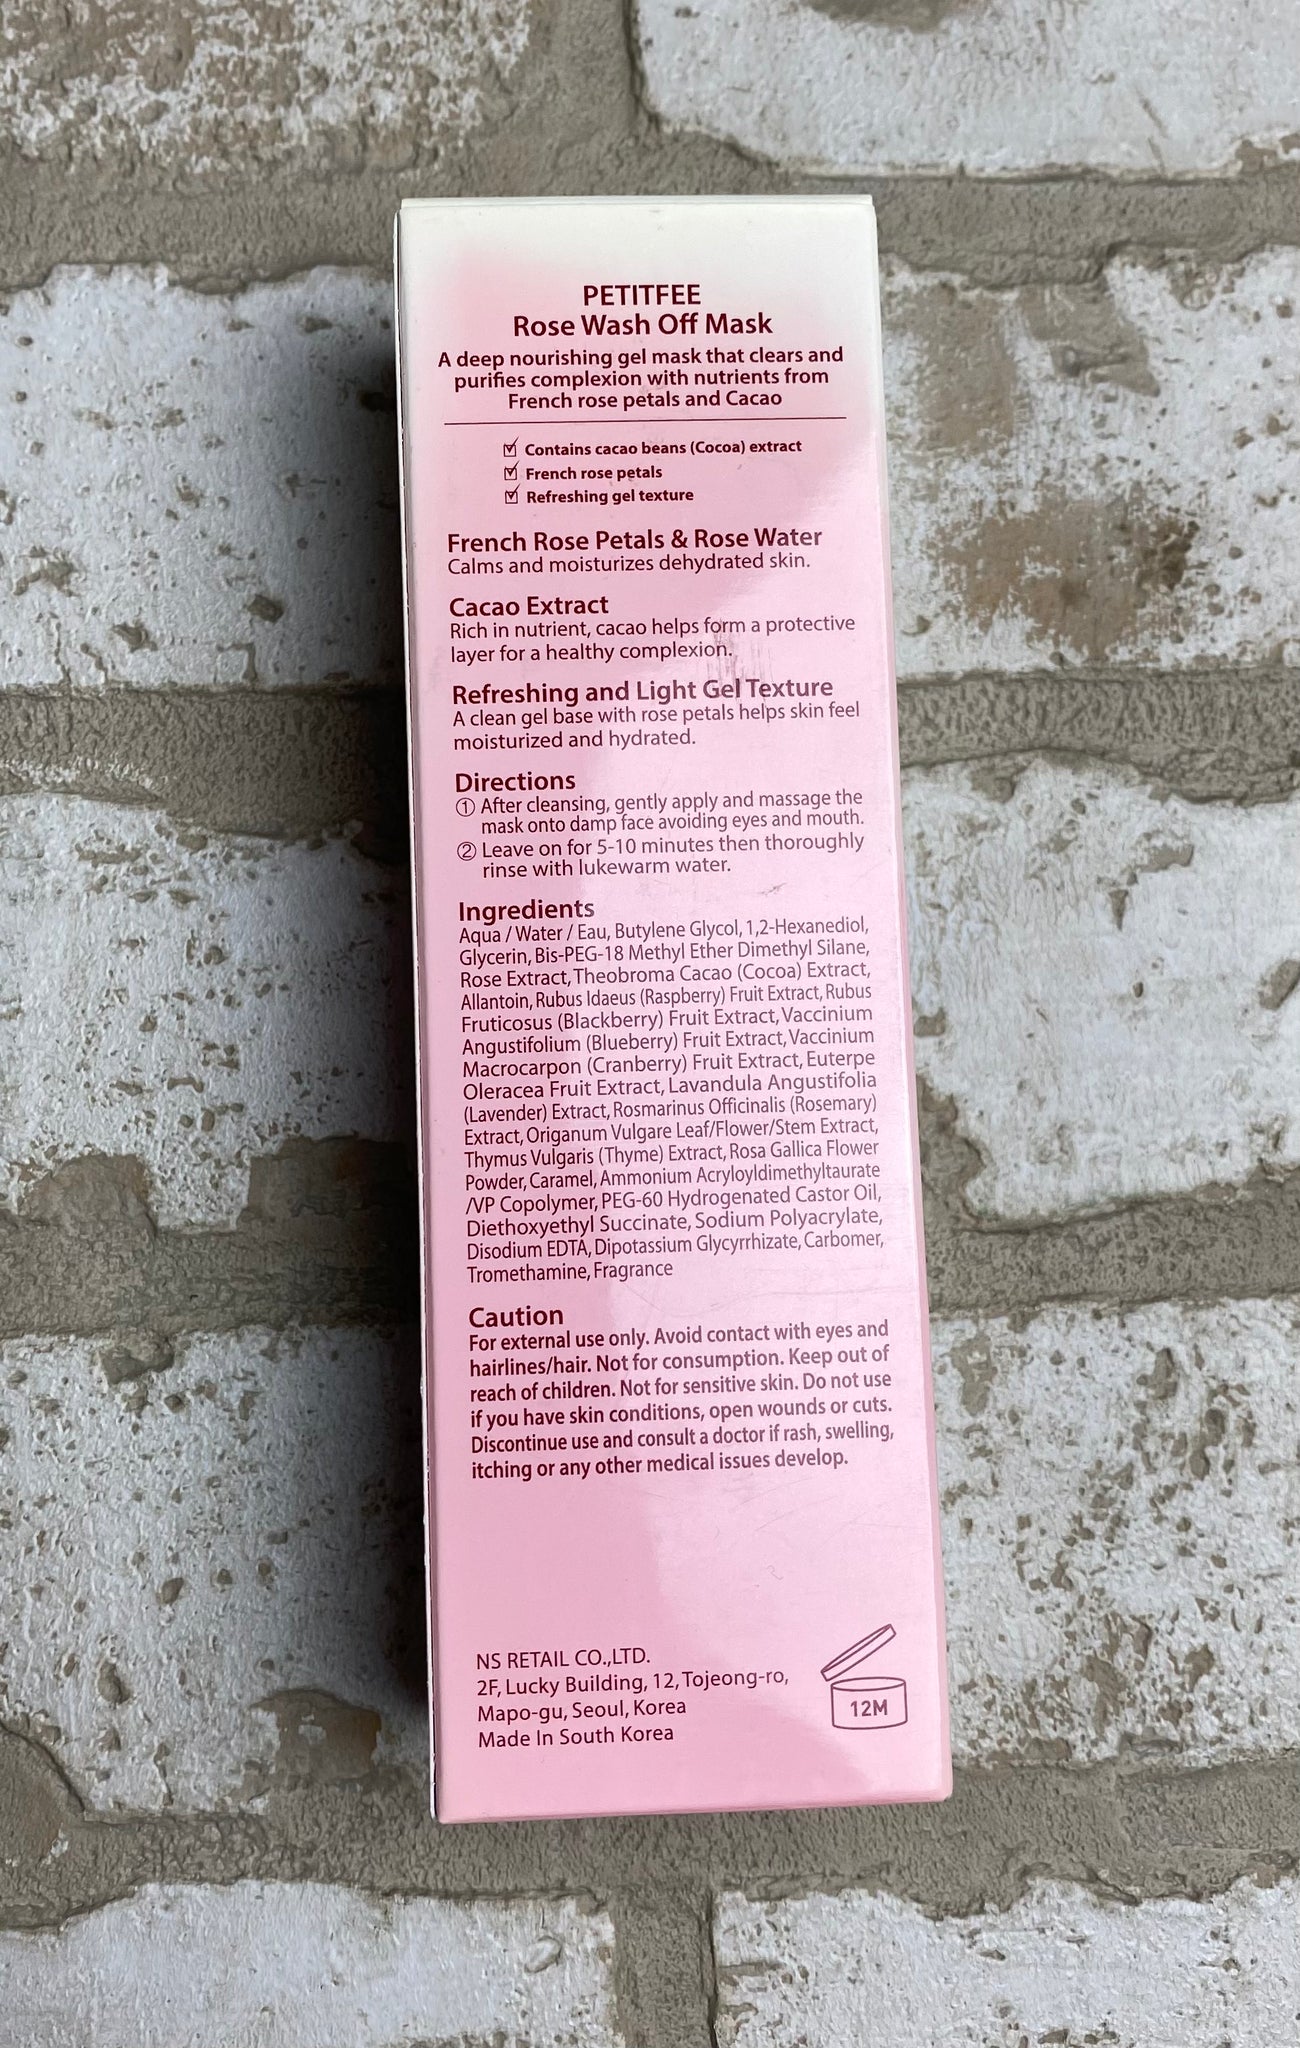 PETITFEE
Rose Wash Off Mask
A deep nourishing gel mask that clears and
purifies complexion with nutrients from
French rose petals and Cacao
Contains cacao beans (Cocoa) extract
French rose petals
Refreshing gel texture
French Rose Petals & Rose Water
Calms and moisturizes dehydrated skin.
Cacao Extract
Rich in nutrient, cacao helps form a protective
layer for a healthy complexion.
Refreshing and Light Gel Texture
A clean gel base with rose petals helps skin feel
moisturized and hydrated.
Directions
① After cleansing, gently apply and massage the
mask onto damp face avoiding eyes and mouth.
② Leave on for 5-10 minutes then thoroughly
rinse with lukewarm water.
Ingredients
Aqua / Water / Eau, Butylene Glycol, 1,2-Hexanediol,
Glycerin, Bis-PEG-18 Methyl Ether Dimethyl Silane,
Rose Extract, Theobroma Cacao (Cocoa) Extract,
Allantoin, Rubus Idaeus (Raspberry) Fruit Extract, Rubus
Fruticosus (Blackberry) Fruit Extract, Vaccinium
Angustifolium (Blueberry) Fruit Extract, Vaccinium
Macrocarpon (Cranberry) Fruit Extract, Euterpe
Oleracea Fruit Extract, Lavandula Angustifolia
(Lavender) Extract, Rosmarinus Officinalis (Rosemary)
Extract, Origanum Vulgare Leaf/Flower/Stem Extract,
Thymus Vulgaris (Thyme) Extract, Rosa Gallica Flower
Powder, Caramel, Ammonium Acryloyldimethyltaurate
/VP Copolymer, PEG-60 Hydrogenated Castor Oil,
Diethoxyethyl Succinate, Sodium Polyacrylate,
Disodium EDTA, Dipotassium Glycyrrhizate, Carbomer,
Tromethamine, Fragrance
Caution
For external use only. Avoid contact with eyes and
hairlines/hair. Not for consumption. Keep out of
reach of children. Not for sensitive skin. Do not use
if you have skin conditions, open wounds or cuts.
Discontinue use and consult a doctor if rash, swelling,
itching or any other medical issues develop.
NS RETAIL CO.,LTD.
2F, Lucky Building, 12, Tojeong-ro,
Mapo-gu, Seoul, Korea
Made In South Korea
12M